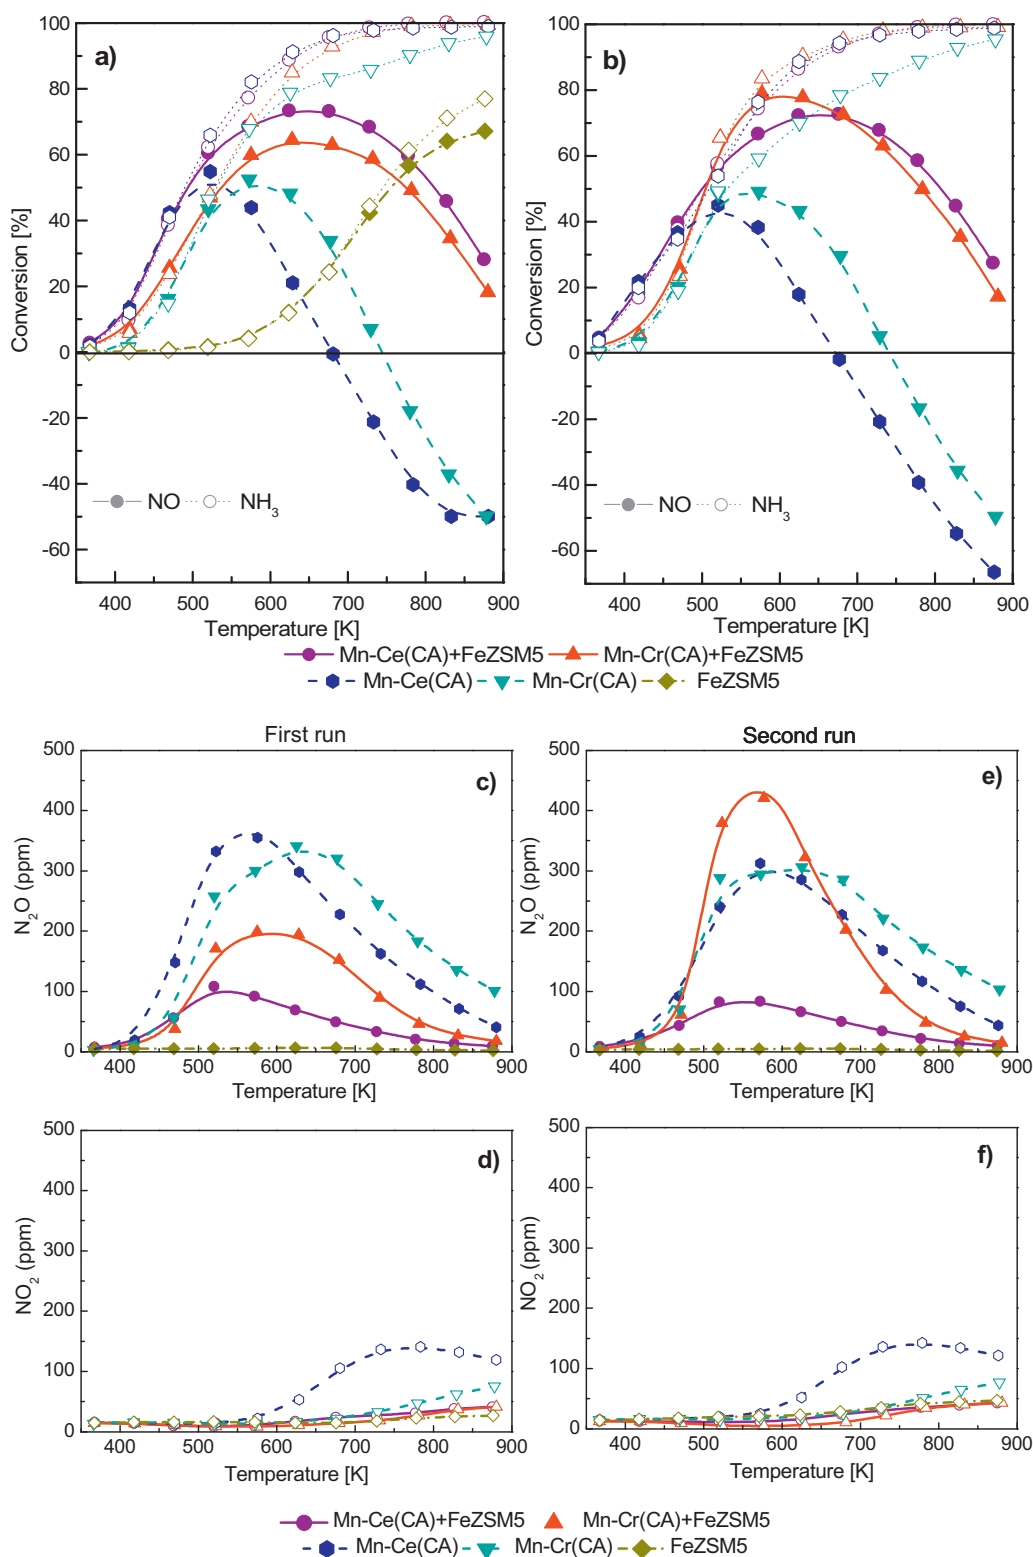 a)
100
80
60
40
20
0
-20
-40
-60
Conversion [%]
NO NH3
400 500 600 700 800 900
Temperature [K]
b)
100
80
60
40
20
0
-20
-40
-60
Conversion [%]
NO NH3
400 500 600 700 800 900
Temperature [K]
Mn-Ce(CA)+FeZSM5 Mn-Cr(CA)+FeZSM5
Mn-Ce(CA) Mn-Cr(CA) FeZSM5
First run
c)
500
400
300
200
100
0
N2O (ppm)
400 500 600 700 800 900
Temperature [K]
Second run
e)
500
400
300
200
100
0
N2O (ppm)
400 500 600 700 800 900
Temperature [K]
d)
500
400
300
200
100
0
NO2 (ppm)
400 500 600 700 800 900
Temperature [K]
f)
500
400
300
200
100
0
NO2 (ppm)
400 500 600 700 800 900
Temperature [K]
Mn-Ce(CA)+FeZSM5 Mn-Cr(CA)+FeZSM5
Mn-Ce(CA) Mn-Cr(CA) FeZSM5